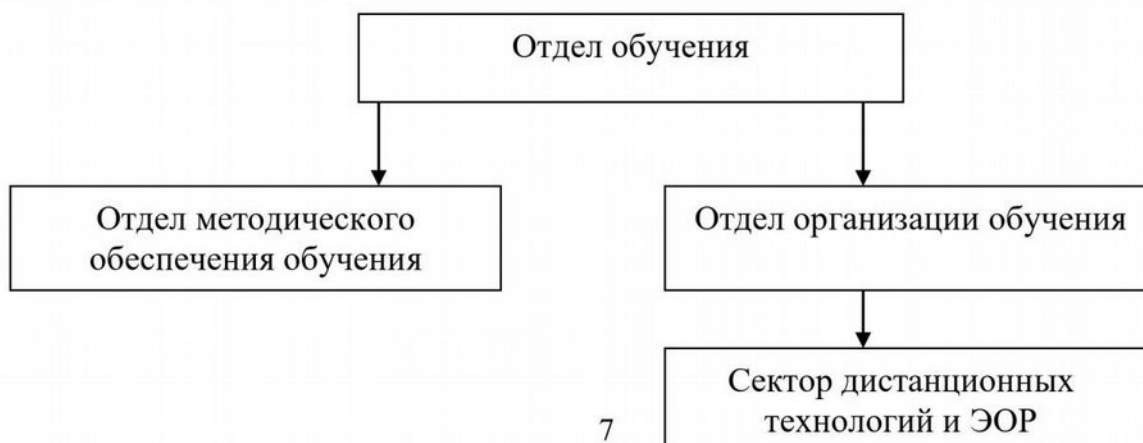 Отдел обучения
Отдел методического
обеспечения обучения
Отдел организации обучения
Сектор дистанционных
технологий и ЭОР
7